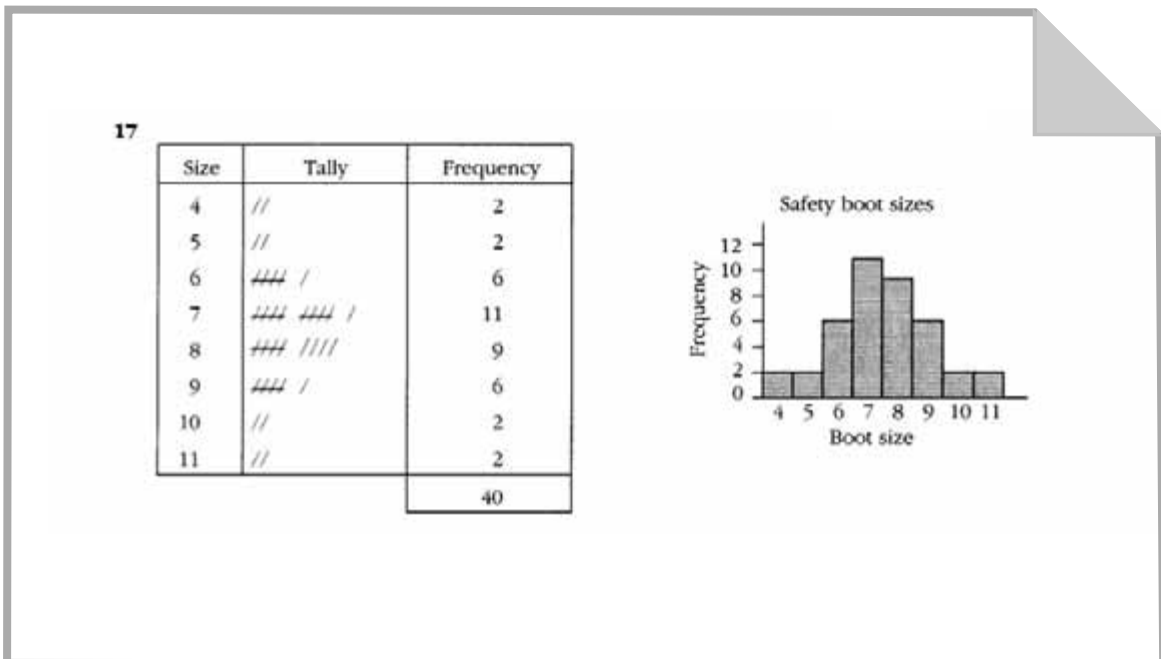 17
Size Tally Frequency
4 // 2
5 // 2
6 //// / 6
7 //// //// / 11
8 //// //// 9
9 //// / 6
10 // 2
11 // 2
40
Safety boot sizes
Frequency
12
10
8
6
4
2
0
4 5 6 7 8 9 10 11
Boot size